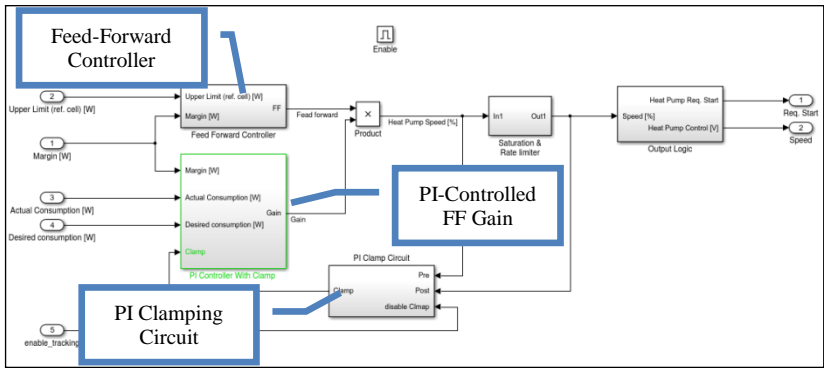 Feed-Forward
Controller
Enable
2
Upper Limit (ref. cell) [W]
Upper Limit (ref. cell) [W]
FF
Margin [W]
Feed Forward Controller
Feed forward
1
Margin [W]
×
Product
Heat Pump Speed [%]
In1
Out1
Saturation &
Rate limiter
Heat Pump Req. Start
Speed [%]
Heat Pump Control [V]
Output Logic
1
Req. Start
2
Speed
Margin [W]
3
Actual Consumption [W]
Actual Consumption [W]
Gain
Gain
4
Desired consumption [W]
Desired consumption [W]
Clamp
PI Controller With Clamp
PI-Controlled
FF Gain
PI Clamp Circuit
Pre
Clamp
Post
disable Clmap
PI Clamping
Circuit
5
enable_tracking